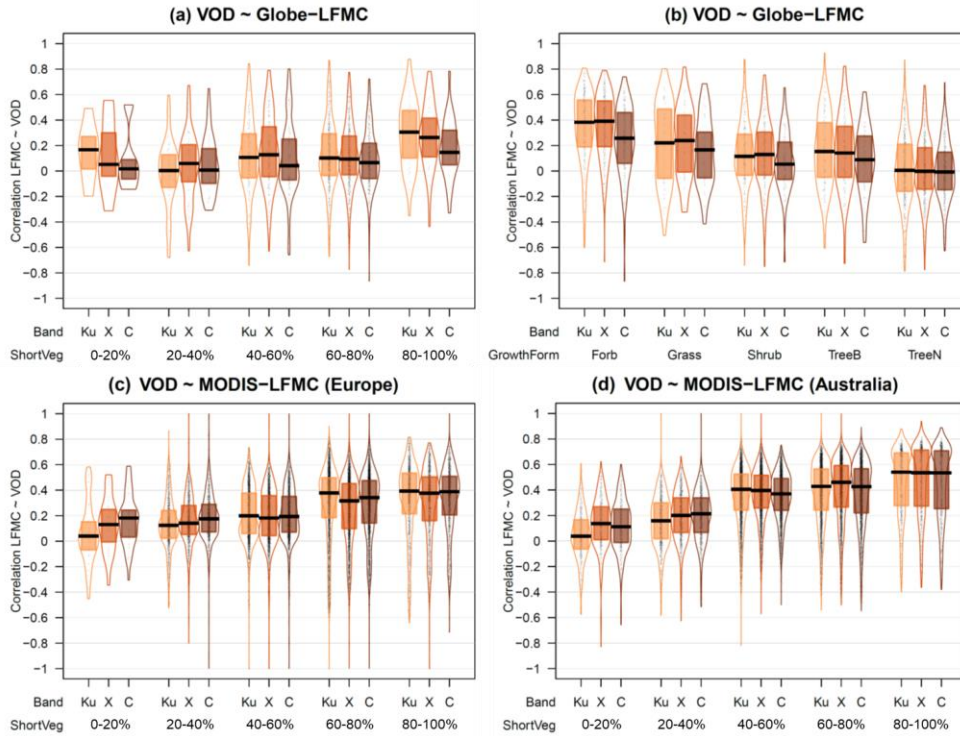 (a) VOD ~ Globe−LFMC
Correlation LFMC ~ VOD
1
0.8
0.6
0.4
0.2
0
−0.2
−0.4
−0.6
−0.8
−1
Band Ku X C Ku X C Ku X C Ku X C Ku X C
ShortVeg 0-20% 20-40% 40-60% 60-80% 80-100%
(b) VOD ~ Globe−LFMC
Correlation LFMC ~ VOD
1
0.8
0.6
0.4
0.2
0
−0.2
−0.4
−0.6
−0.8
−1
Band Ku X C Ku X C Ku X C Ku X C Ku X C
GrowthForm Forb Grass Shrub TreeB TreeN
(c) VOD ~ MODIS−LFMC (Europe)
Correlation LFMC ~ VOD
1
0.8
0.6
0.4
0.2
0
−0.2
−0.4
−0.6
−0.8
−1
Band Ku X C Ku X C Ku X C Ku X C Ku X C
ShortVeg 0-20% 20-40% 40-60% 60-80% 80-100%
(d) VOD ~ MODIS−LFMC (Australia)
Correlation LFMC ~ VOD
1
0.8
0.6
0.4
0.2
0
−0.2
−0.4
−0.6
−0.8
−1
Band Ku X C Ku X C Ku X C Ku X C Ku X C
ShortVeg 0-20% 20-40% 40-60% 60-80% 80-100%